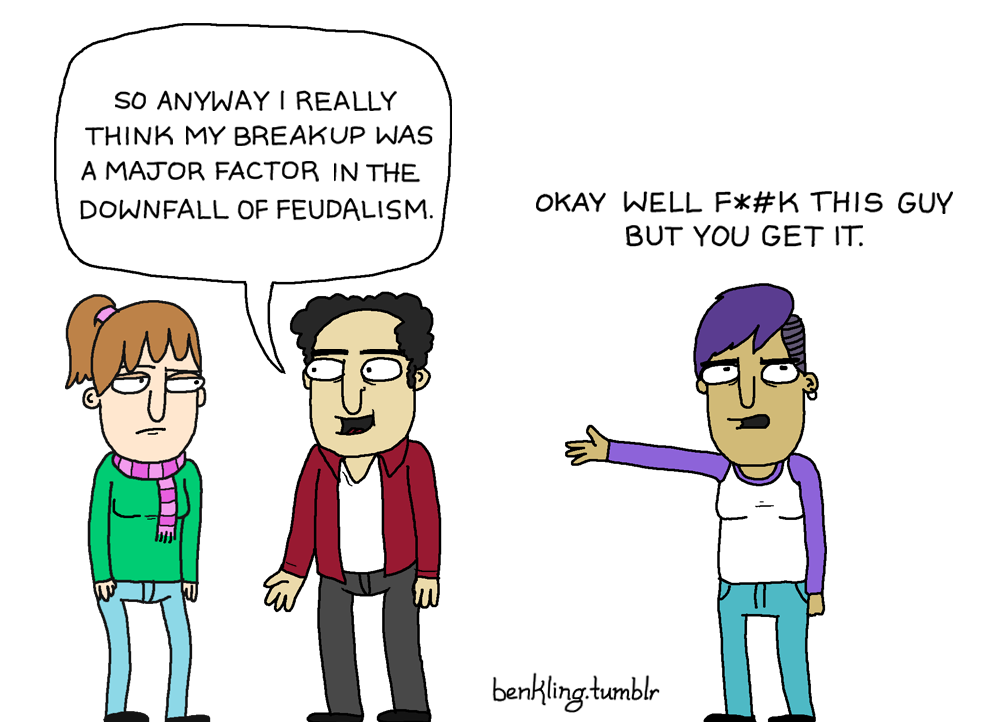 SO ANYWAY I REALLY
THINK MY BREAKUP WAS
A MAJOR FACTOR IN THE
DOWNFALL OF FEUDALISM.
OKAY WELL F*#K THIS GUY
BUT YOU GET IT.
benkling.tumblr